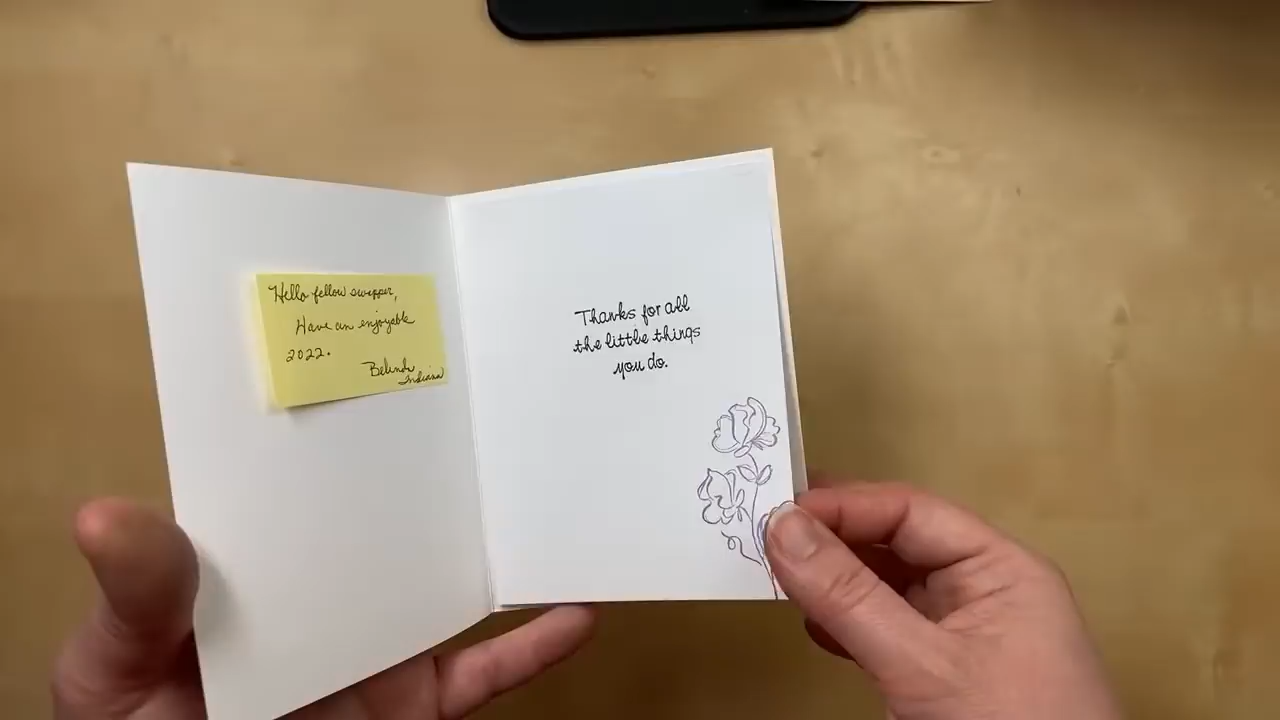 Hello fellow swapper,
Have an enjoyable
2022.
Belinda
Indiana
Thanks for all
the little things
you do.